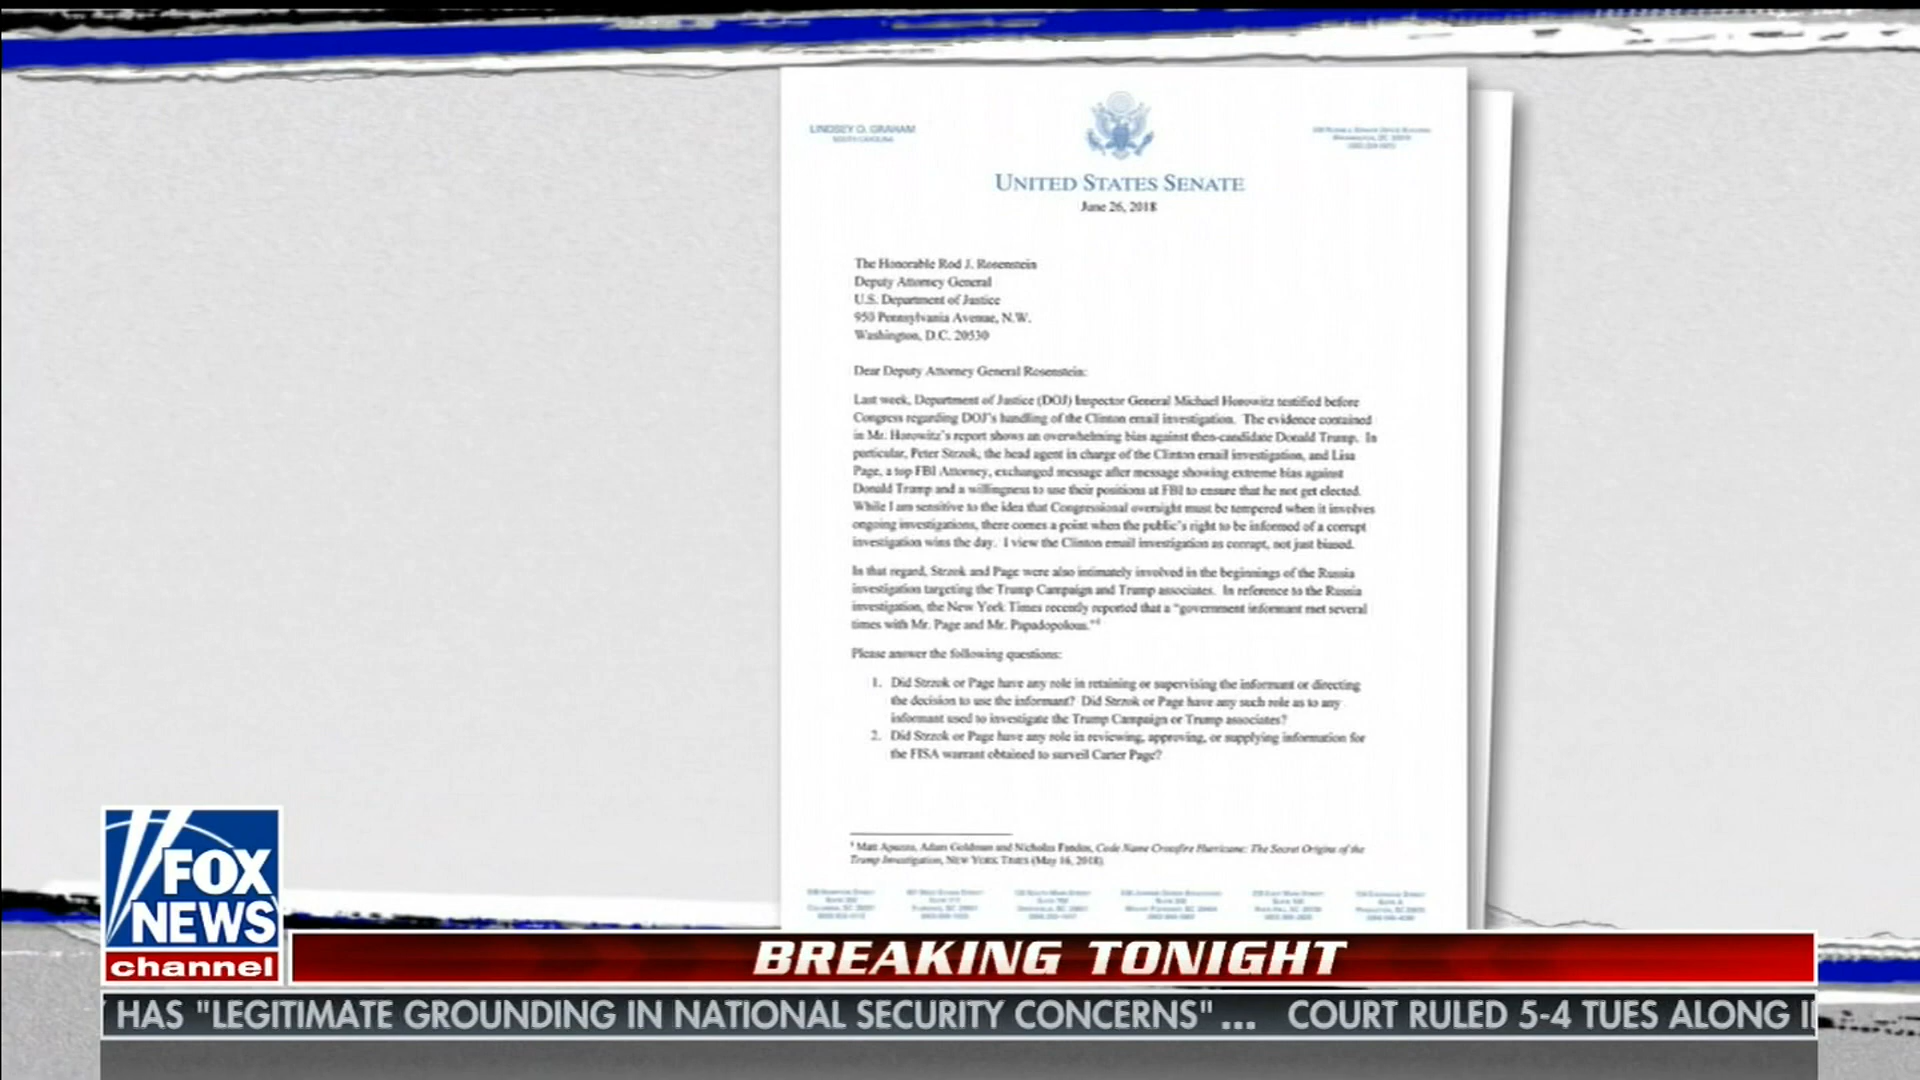 LINDSEY O. GRAHAM
SOUTH CAROLINA
UNITED STATES SENATE
June 26, 2018
The Honorable Rod J. Rosenstein
Deputy Attorney General
U.S. Department of Justice
950 Pennsylvania Avenue, N.W.
Washington, D.C. 20530
Dear Deputy Attorney General Rosenstein:
Last week, Department of Justice (DOJ) Inspector General Michael Horowitz testified before
Congress regarding DOJ's handling of the Clinton email investigation. The evidence contained
in Mr. Horowitz's report shows an overwhelming bias against then-candidate Donald Trump. In
particular, Peter Strzok, the head agent in charge of the Clinton email investigation, and Lisa
Page, a top FBI Attorney, exchanged message after message showing extreme bias against
Donald Trump and a willingness to use their positions at FBI to ensure that he not get elected.
While I am sensitive to the idea that Congressional oversight must be tempered when it involves
ongoing investigations, there comes a point when the public's right to be informed of a corrupt
investigation wins the day. I view the Clinton email investigation as corrupt, not just biased.
In that regard, Strzok and Page were also intimately involved in the beginnings of the Russia
investigation targeting the Trump Campaign and Trump associates. In reference to the Russia
investigation, the New York Times recently reported that a "government informant met several
times with Mr. Page and Mr. Papadopolous."¹
Please answer the following questions:
1. Did Strzok or Page have any role in retaining or supervising the informant or directing
the decision to use the informant? Did Strzok or Page have any such role as to any
informant used to investigate the Trump Campaign or Trump associates?
2. Did Strzok or Page have any role in reviewing, approving, or supplying information for
the FISA warrant obtained to surveil Carter Page?
¹ Matt Apuzzo, Adam Goldman and Nicholas Fandos, Code Name Crossfire Hurricane: The Secret Origins of the
Trump Investigation, NEW YORK TIMES (May 16, 2018).
FOX
NEWS
channel
BREAKING TONIGHT
HAS "LEGITIMATE GROUNDING IN NATIONAL SECURITY CONCERNS" ... COURT RULED 5-4 TUES ALONG